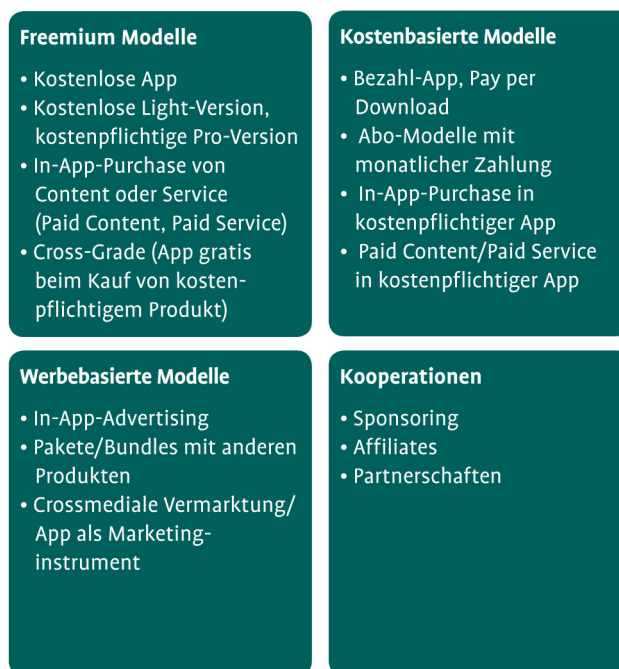 Freemium Modelle
• Kostenlose App
• Kostenlose Light-Version,
kostenpflichtige Pro-Version
• In-App-Purchase von
Content oder Service
(Paid Content, Paid Service)
• Cross-Grade (App gratis
beim Kauf von kosten-
pflichtigem Produkt)
Kostenbasierte Modelle
• Bezahl-App, Pay per
Download
• Abo-Modelle mit
monatlicher Zahlung
• In-App-Purchase in
kostenpflichtiger App
• Paid Content/Paid Service
in kostenpflichtiger App
Werbebasierte Modelle
• In-App-Advertising
• Pakete/Bundles mit anderen
Produkten
• Crossmediale Vermarktung/
App als Marketing-
instrument
Kooperationen
• Sponsoring
• Affiliates
• Partnerschaften